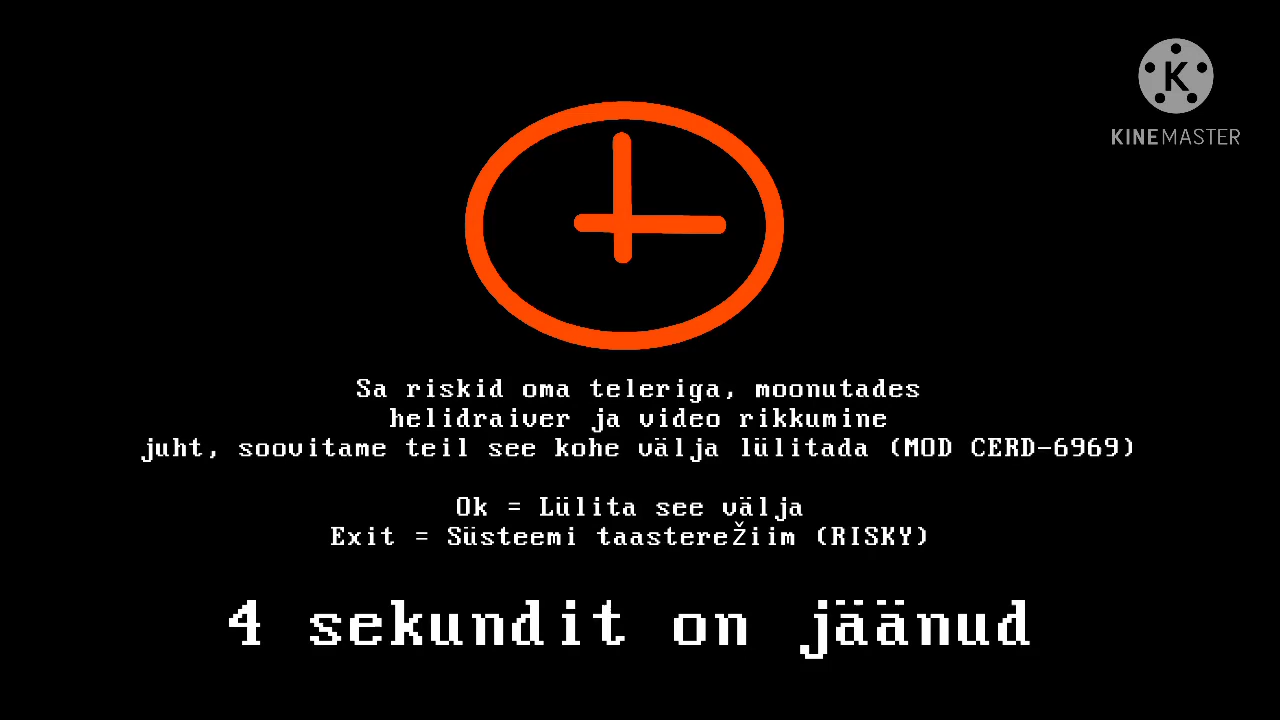 KINEMASTER
Sa riskid oma teleriga, moonutades
helidraiver ja video rikkumine
juht, soovitame teil see kohe välja lülitada (MOD CERD-6969)
Ok = Lülita see välja
Exit = Süsteemi taastereŽiim (RISKY)
4 sekundit on jäänud